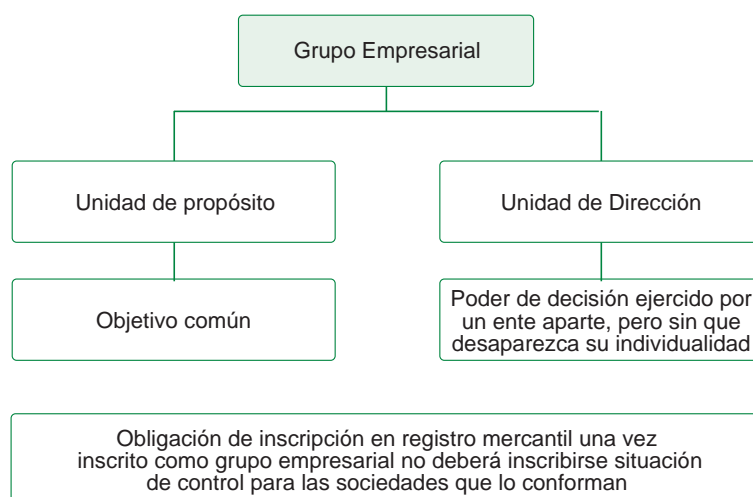 Grupo Empresarial
Unidad de propósito
Unidad de Dirección
Objetivo común
Poder de decisión ejercido por
un ente aparte, pero sin que
desaparezca su individualidad
Obligación de inscripción en registro mercantil una vez
inscrito como grupo empresarial no deberá inscribirse situación
de control para las sociedades que lo conforman